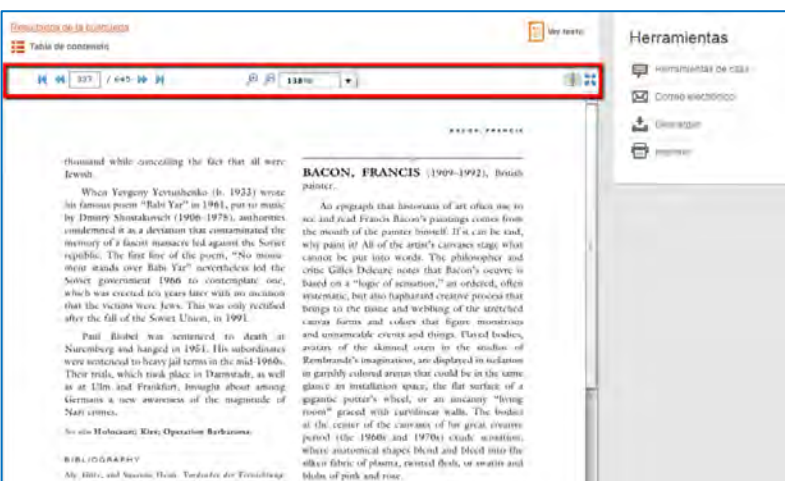 Resultados de la búsqueda
Tabla de contenido
Ver texto
337 / 645
138%
BACON, FRANCIS
thousand while concealing the fact that all were
Jewish.
When Yevgeny Yevtushenko (b. 1933) wrote
his famous poem "Babi Yar" in 1961, put to music
by Dmitry Shostakovich (1906–1975), authorities
condemned it as a deviation that contaminated the
memory of a fascist massacre led against the Soviet
republic. The first line of the poem, "No monu-
ment stands over Babi Yar" nevertheless led the
Soviet government 1966 to contemplate one,
which was erected ten years later with no mention
that the victims were Jews. This was only rectified
after the fall of the Soviet Union, in 1991.
Paul Blobel was sentenced to death at
Nuremberg and hanged in 1951. His subordinates
were sentenced to heavy jail terms in the mid-1960s.
Their trials, which took place in Darmstadt, as well
as at Ulm and Frankfurt, brought about among
Germans a new awareness of the magnitude of
Nazi crimes.
See also Holocaust; Kiev; Operation Barbarossa.
BIBLIOGRAPHY
Aly, Götz, and Susanne Heim. Vordenker der Vernichtung
BACON, FRANCIS (1909–1992), British
painter.
An epigraph that historians of art often use to
see and read Francis Bacon's paintings comes from
the mouth of the painter himself. If it can be said,
why paint it? All of the artist's canvases stage what
cannot be put into words. The philosopher and
critic Gilles Deleuze notes that Bacon's oeuvre is
based on a "logic of sensation," an ordered, often
systematic, but also haphazard creative process that
brings to the tissue and webbing of the stretched
canvas forms and colors that figure monstrous
and unnameable events and things. Flayed bodies,
avatars of the skinned oxen in the studios of
Rembrandt's imagination, are displayed in isolation
in garishly colored arenas that could be in the same
glance an installation space, the flat surface of a
gigantic potter's wheel, or an uncanny "living
room" graced with curvilinear walls. The bodies
at the center of the canvases of his great creative
period (the 1960s and 1970s) exude sensation,
where anatomical shapes blend and bleed into the
silken fabric of plasma, twisted flesh, or swaths and
blobs of pink and rose.
Herramientas
Herramientas de citas
Correo electrónico
Descargar
Imprimir